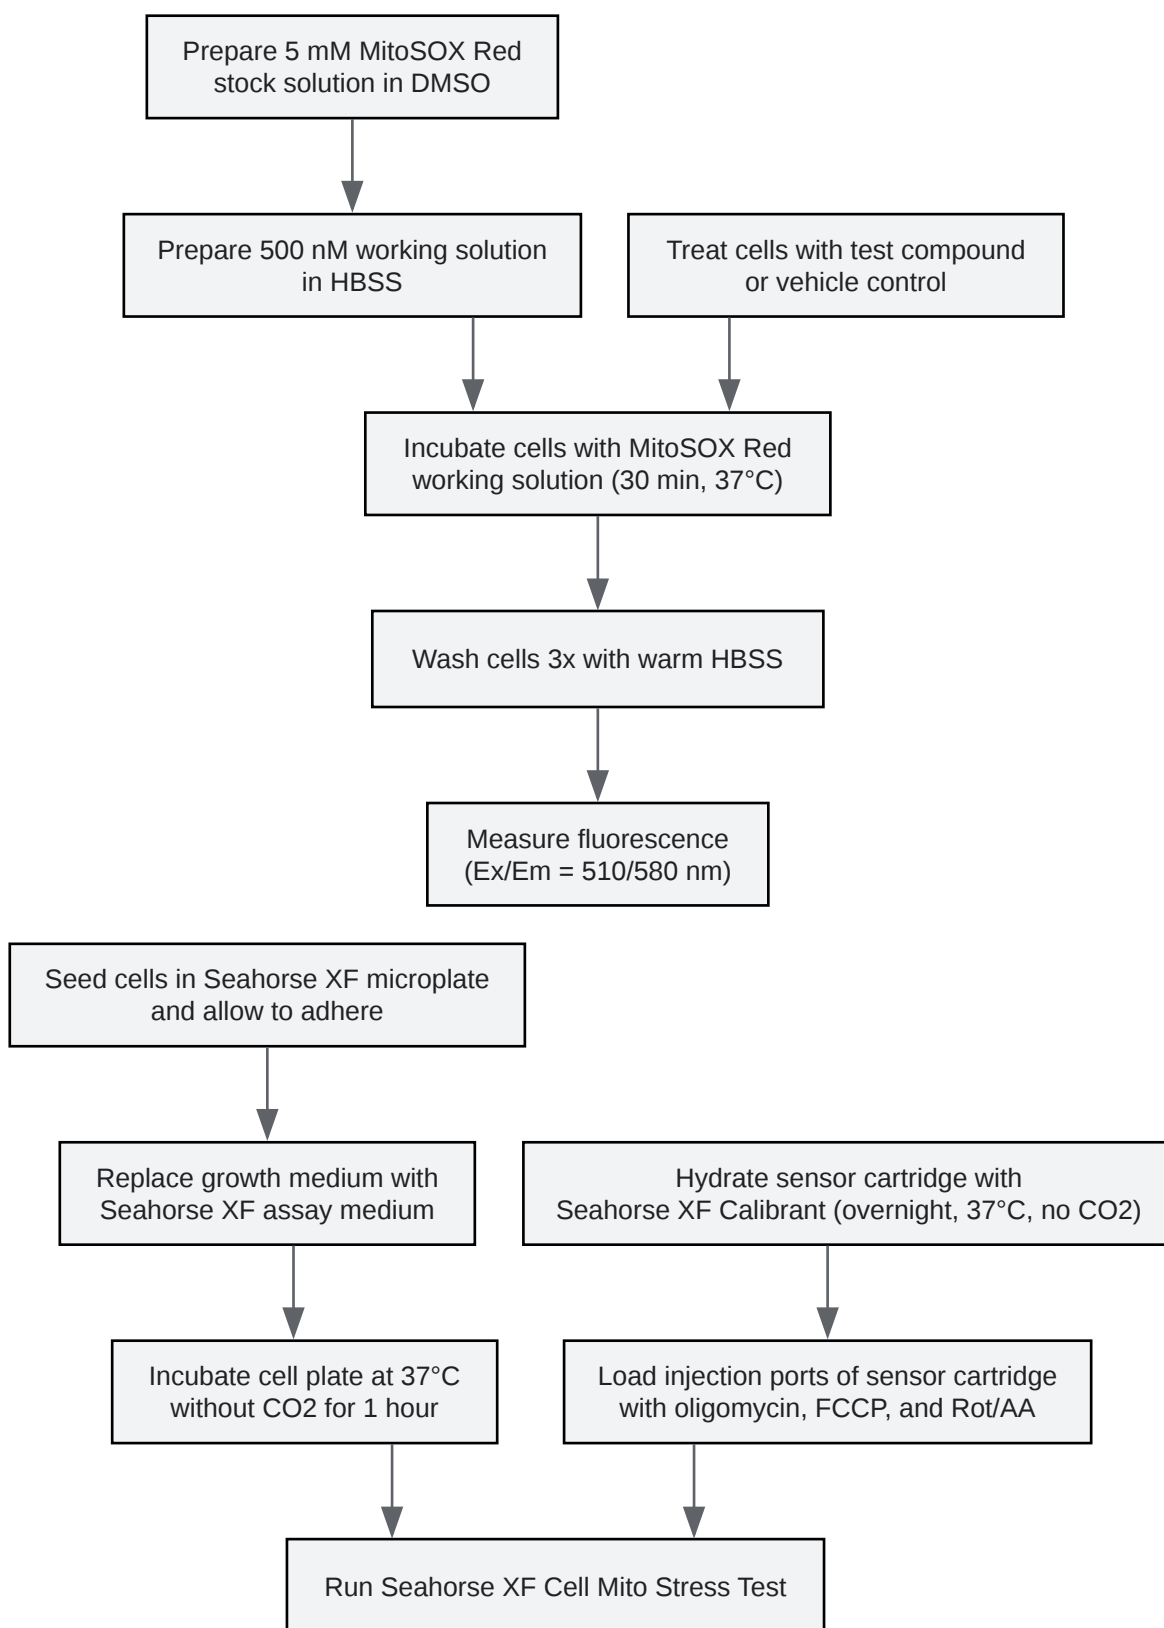 Prepare 5 mM MitoSOX Red
stock solution in DMSO
Prepare 500 nM working solution
in HBSS
Treat cells with test compound
or vehicle control
Incubate cells with MitoSOX Red
working solution (30 min, 37°C)
Wash cells 3x with warm HBSS
Measure fluorescence
(Ex/Em = 510/580 nm)
Seed cells in Seahorse XF microplate
and allow to adhere
Replace growth medium with
Seahorse XF assay medium
Hydrate sensor cartridge with
Seahorse XF Calibrant (overnight, 37°C, no CO2)
Incubate cell plate at 37°C
without CO2 for 1 hour
Load injection ports of sensor cartridge
with oligomycin, FCCP, and Rot/AA
Run Seahorse XF Cell Mito Stress Test